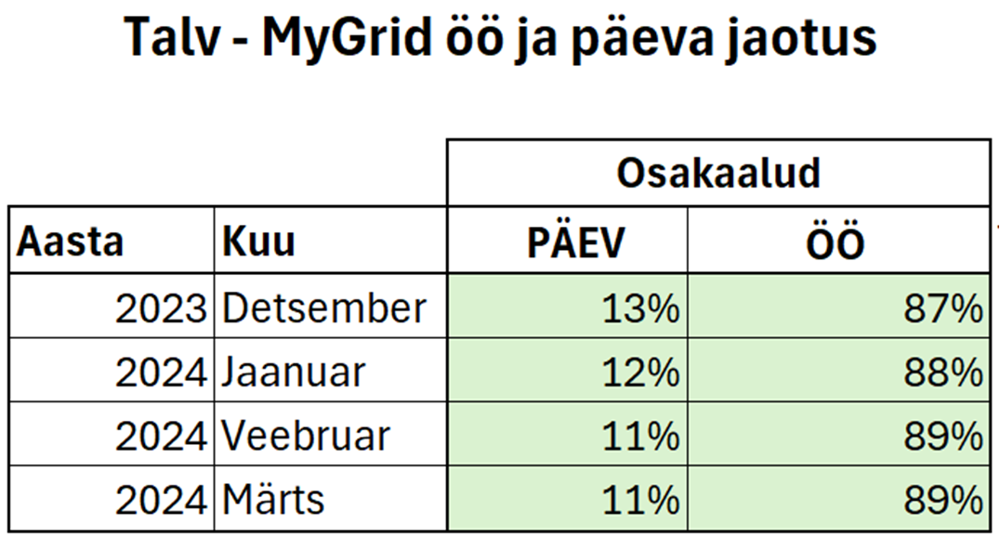 Talv - MyGrid öö ja päeva jaotus
Osakaalud
Aasta Kuu PÄEV ÖÖ
2023 Detsember 13% 87%
2024 Jaanuar 12% 88%
2024 Veebruar 11% 89%
2024 Märts 11% 89%